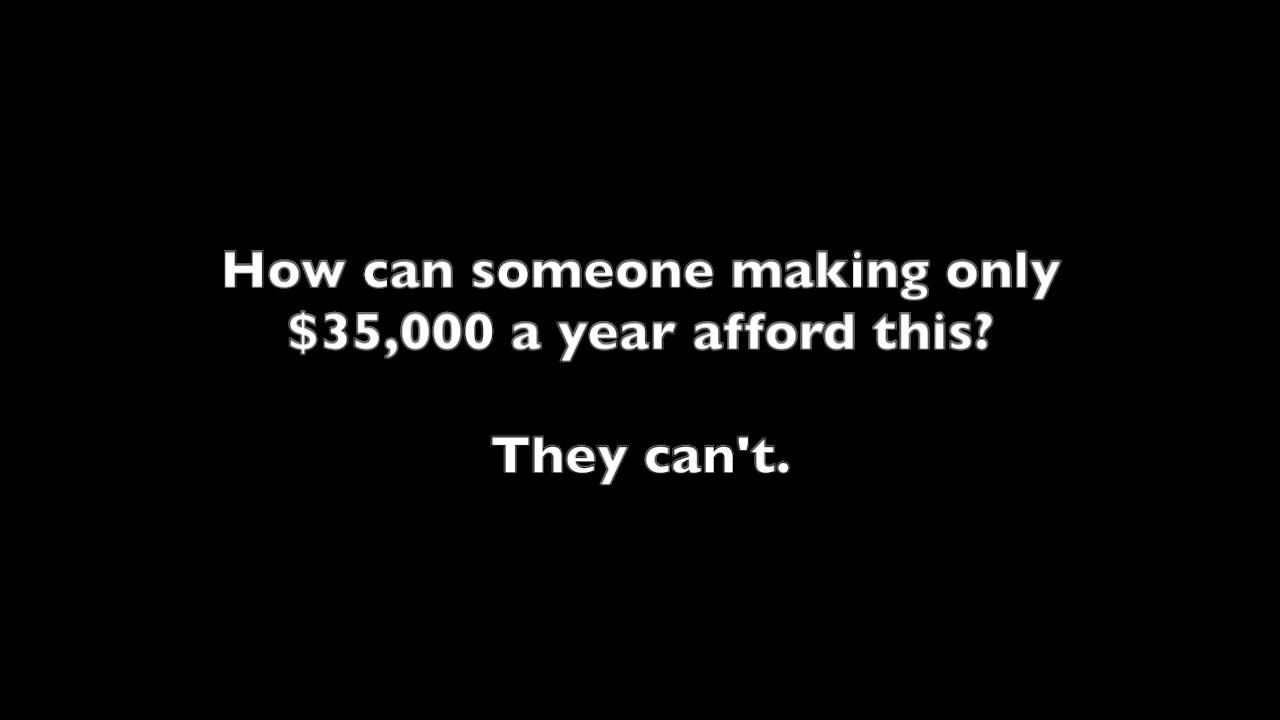 How can someone making only
$35,000 a year afford this?
They can't.